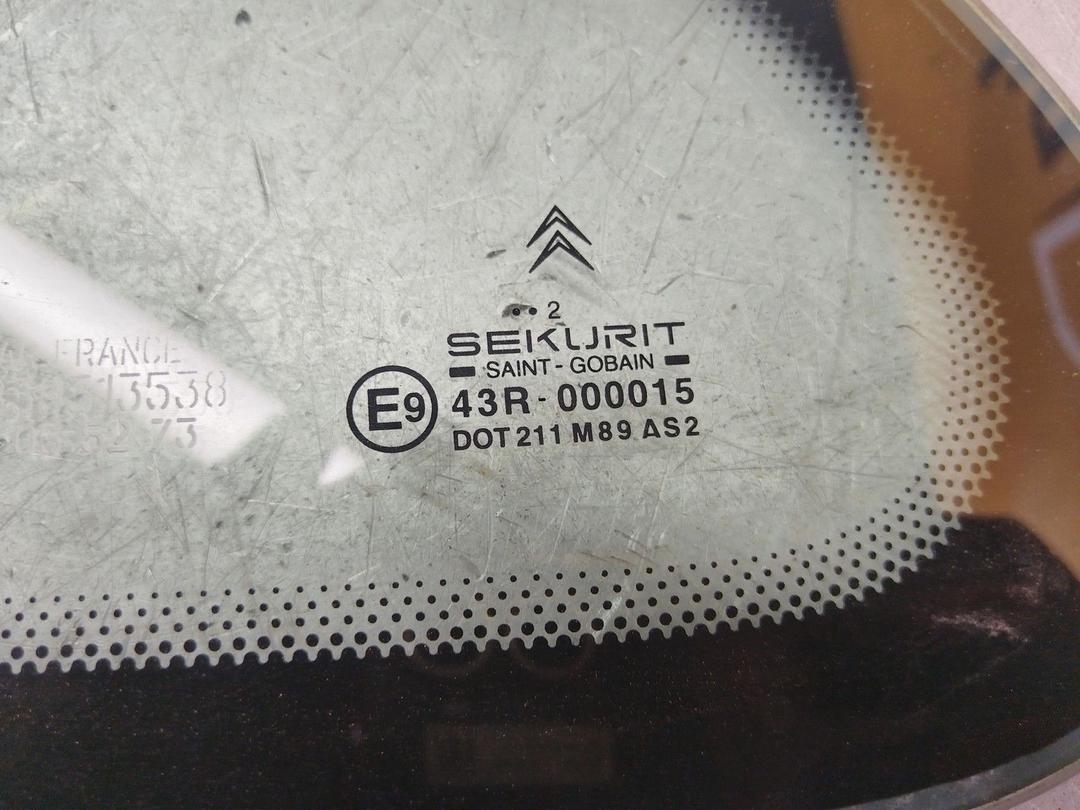 •• 2
SEKURIT
SAINT-GOBAIN
E9
43R-000015
DOT 211 M89 AS2
FRANCE